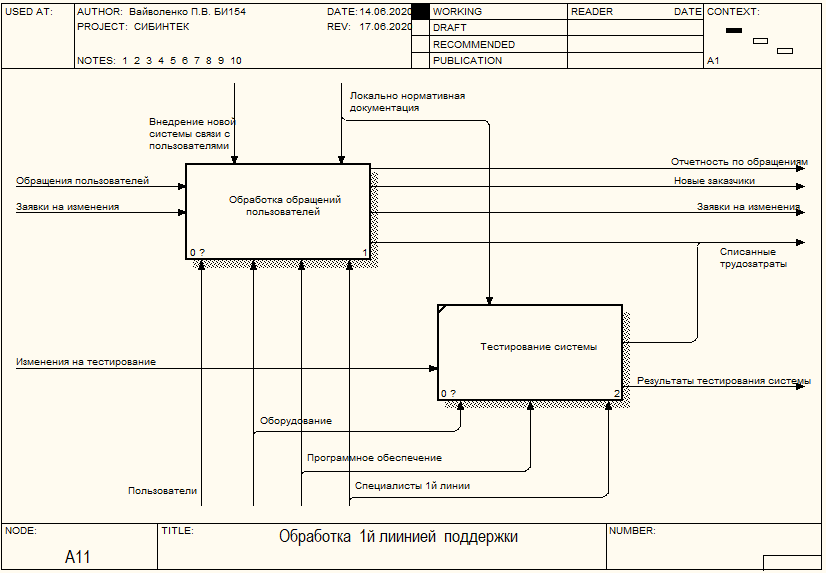 USED AT:
AUTHOR: Вайволенко П.В. БИ154
DATE: 14.06.2020
WORKING
READER
DATE
CONTEXT:
PROJECT: СИБИНТЕК
REV: 17.06.2020
DRAFT
RECOMMENDED
NOTES: 1 2 3 4 5 6 7 8 9 10
PUBLICATION
A1
Локально нормативная
документация
Внедрение новой
системы связи с
пользователями
Отчетность по обращениям
Обращения пользователей
Новые заказчики
Обработка обращений
пользователей
Заявки на изменения
Заявки на изменения
0 ?
1
Списанные
трудозатраты
Тестирование системы
Изменения на тестирование
Результаты тестирования системы
0 ?
2
Оборудование
Программное обеспечение
Специалисты 1й линии
Пользователи
NODE:
TITLE:
NUMBER:
Обработка 1й лиинией поддержки
A11